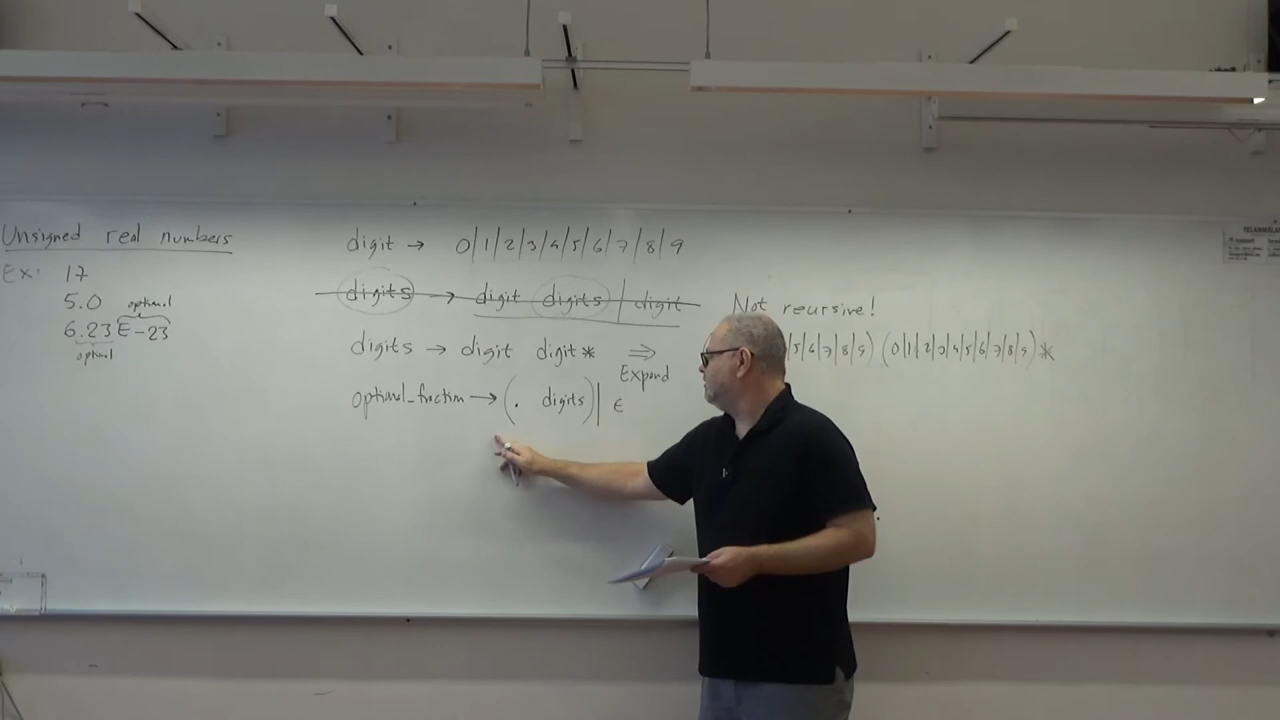 Unsigned real numbers
Ex: 17
5.0
optional
6.23E-23
optional
digit → 0|1|2|3|4|5|6|7|8|9
digits → digit digits | digit
Not recursive!
digits → digit digit* ⇒ |5|6|7|8|9) (0|1|2|3|4|5|6|7|8|9)*
Expand
optional_fraction → (. digits) | ϵ
FELANMÄLAN